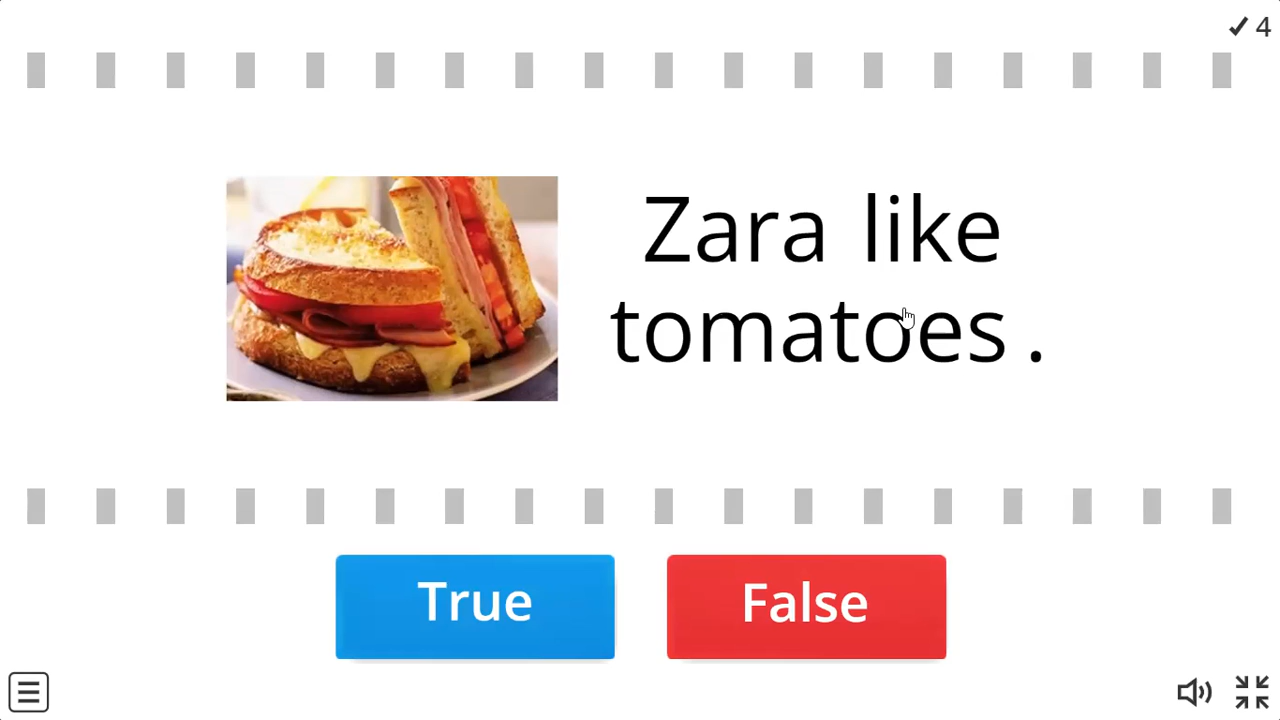 ✓ 4
Zara like
tomatoes .
True
False